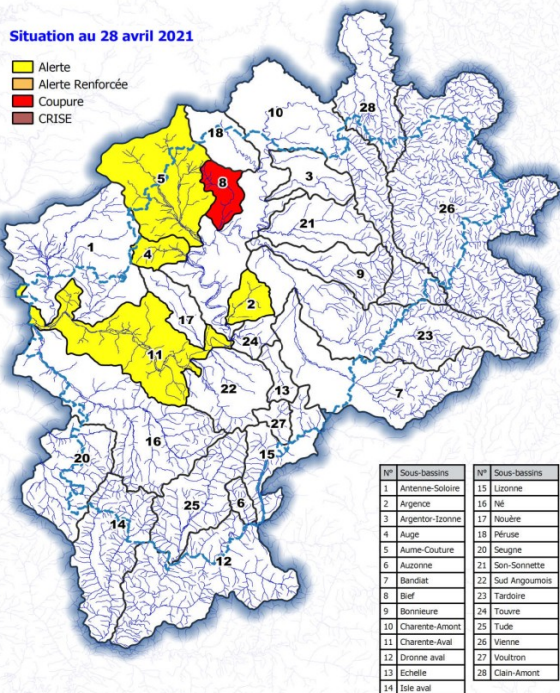 Situation au 28 avril 2021
Alerte
Alerte Renforcée
Coupure
CRISE
10
28
18
5
8
3
26
21
1
4
9
2
17
11
24
23
22
13
7
27
16
15
20
25
6
14
12
N° Sous-bassins
1 Antenne-Soloire
2 Argence
3 Argentor-Izonne
4 Auge
5 Aume-Couture
6 Auzonne
7 Bandiat
8 Bief
9 Bonnieure
10 Charente-Amont
11 Charente-Aval
12 Dronne aval
13 Echelle
14 Isle aval
N° Sous-bassins
15 Lizonne
16 Né
17 Nouère
18 Péruse
20 Seugne
21 Son-Sonnette
22 Sud Angoumois
23 Tardoire
24 Touvre
25 Tude
26 Vienne
27 Voultron
28 Clain-Amont